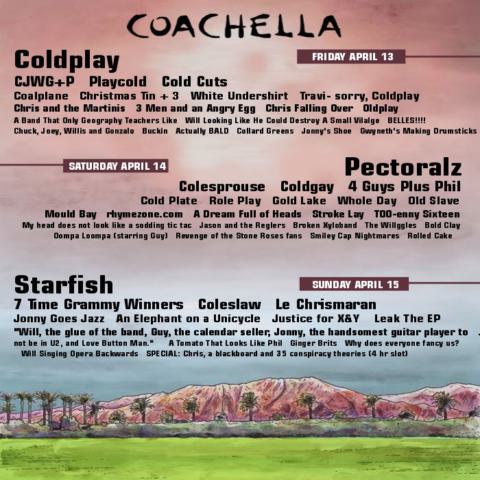 COACHELLA
Coldplay
FRIDAY APRIL 13
CJWG+P Playcold Cold Cuts
Coalplane Christmas Tin + 3 White Undershirt Travi- sorry, Coldplay
Chris and the Martinis 3 Men and an Angry Egg Chris Falling Over Oldplay
A Band That Only Geography Teachers Like Will Looking Like He Could Destroy A Small Vilalge BELLES!!!!
Chuck, Joey, Willis and Gonzalo Buckin Actually BALD Collard Greens Jonny's Shoe Gwyneth's Making Drumsticks
SATURDAY APRIL 14
Pectoralz
Colesprouse Coldgay 4 Guys Plus Phil
Cold Plate Role Play Gold Lake Whole Day Old Slave
Mould Bay rhymezone.com A Dream Full of Heads Stroke Lay TOO-enny Sixteen
My head does not look like a sodding tic tac Jason and the Reglers Broken Xyloband The Willggles Bold Clay
Oompa Loompa (starring Guy) Revenge of the Stone Roses fans Smiley Cap Nightmares Rolled Cake
Starfish
SUNDAY APRIL 15
7 Time Grammy Winners Coleslaw Le Chrismaran
Jonny Goes Jazz An Elephant on a Unicycle Justice for X&Y Leak The EP
"Will, the glue of the band, Guy, the calendar seller, Jonny, the handsomest guitar player to
not be in U2, and Love Button Man." A Tomato That Looks Like Phil Ginger Brits Why does everyone fancy us?
Will Singing Opera Backwards SPECIAL: Chris, a blackboard and 35 conspiracy theories (4 hr slot)